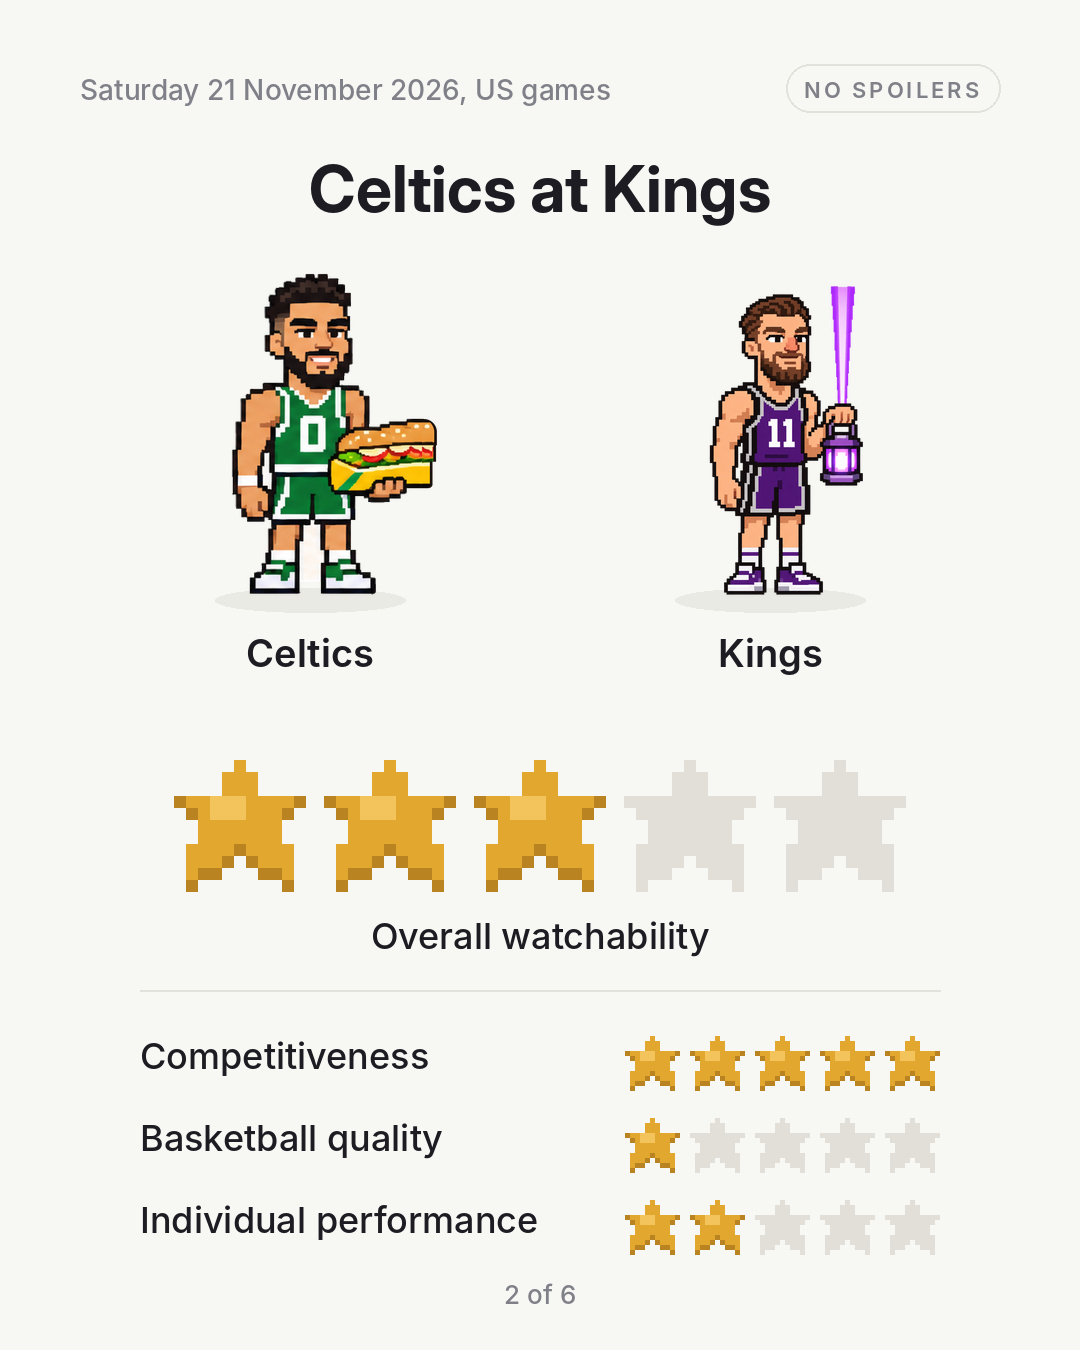 Saturday 21 November 2026, US games
NO SPOILERS
Celtics at Kings
0
11
Celtics
Kings
Overall watchability
Competitiveness
Basketball quality
Individual performance
2 of 6